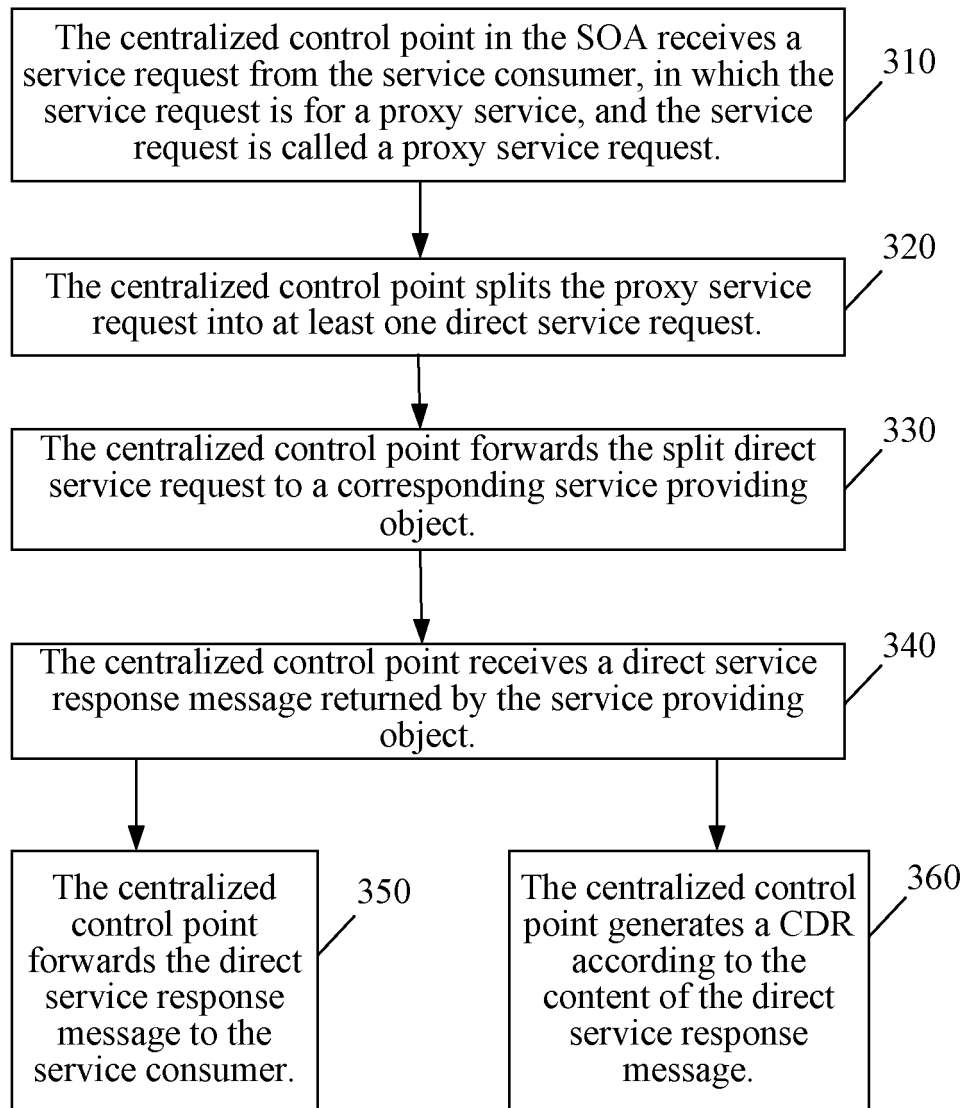 The centralized control point in the SOA receives a
service request from the service consumer, in which the
service request is for a proxy service, and the service
request is called a proxy service request.
310
The centralized control point splits the proxy service
request into at least one direct service request.
320
The centralized control point forwards the split direct
service request to a corresponding service providing
object.
330
The centralized control point receives a direct service
response message returned by the service providing
object.
340
The centralized
control point
forwards the direct
service response
message to the
service consumer.
350
The centralized control
point generates a CDR
according to the
content of the direct
service response
message.
360